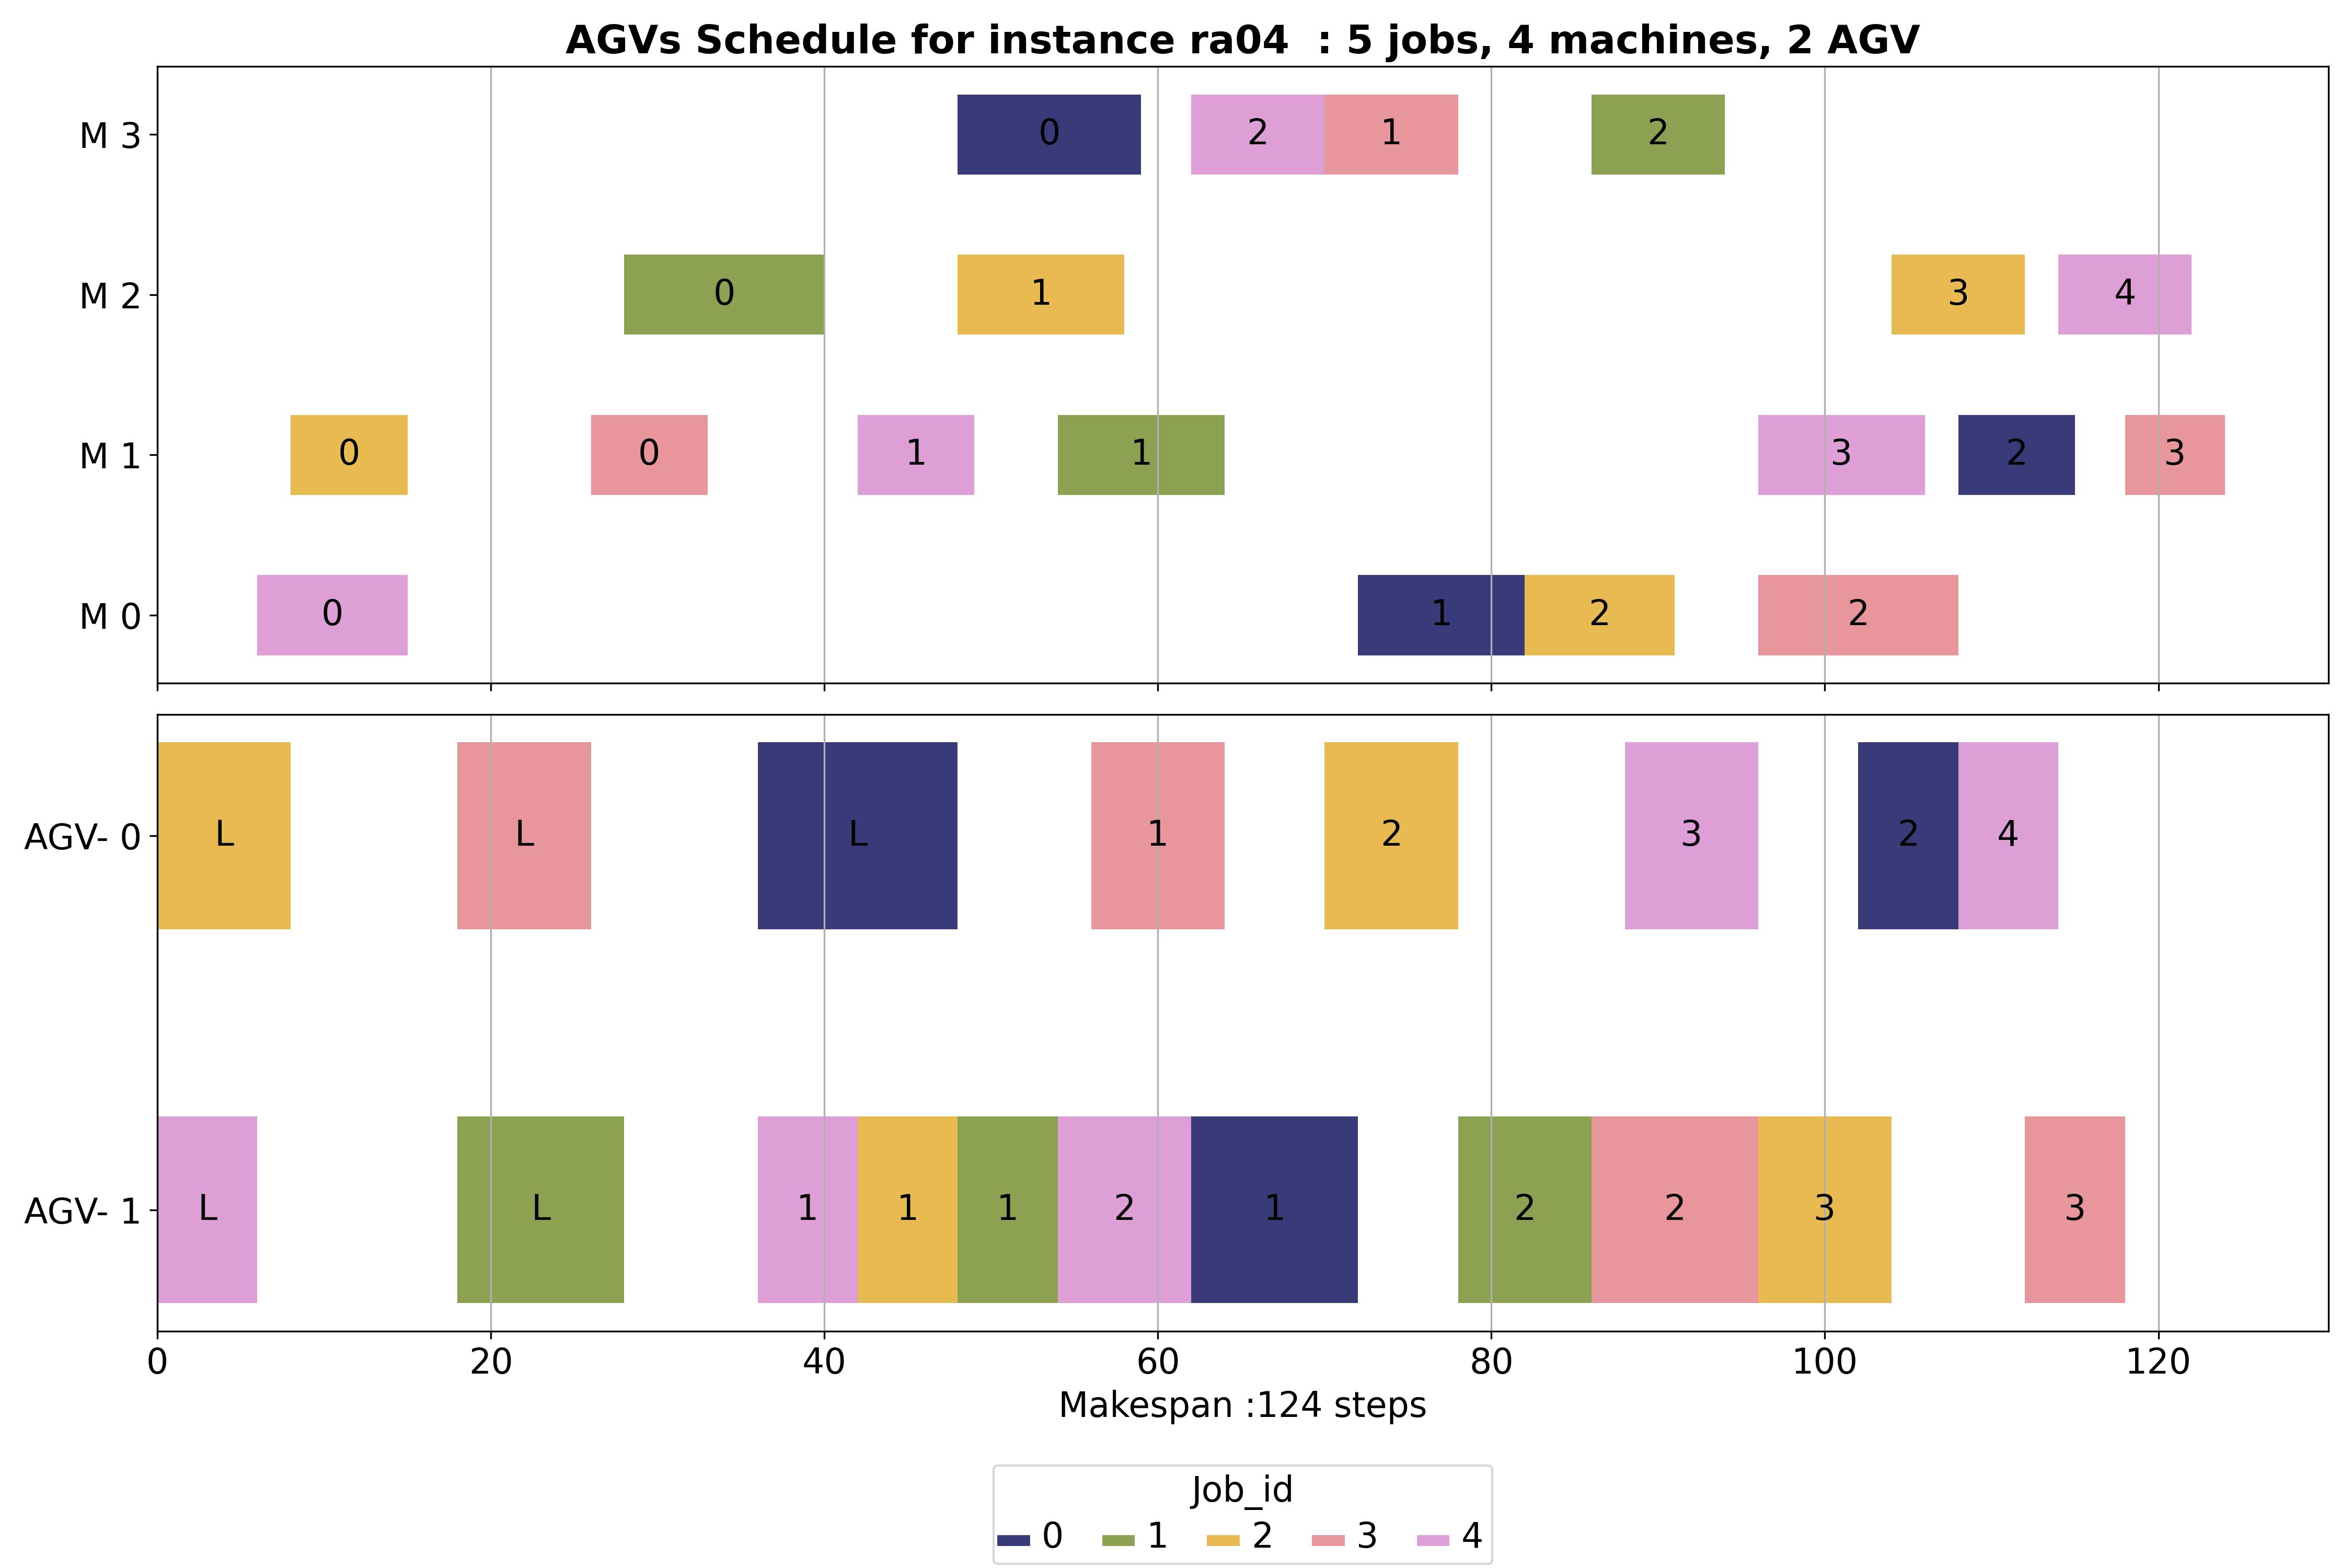 AGVs Schedule for instance ra04  : 5 jobs, 4 machines, 2 AGV
M 3
0 2 1 2
M 2
0 1 3 4
M 1
0 0 1 1 3 2 3
M 0
0 1 2 2
AGV- 0
L L L 1 2 3 2 4
AGV- 1
L L 1 1 1 2 1 2 2 3 3
0 20 40 60 80 100 120
Makespan :124 steps
Job_id
0 1 2 3 4